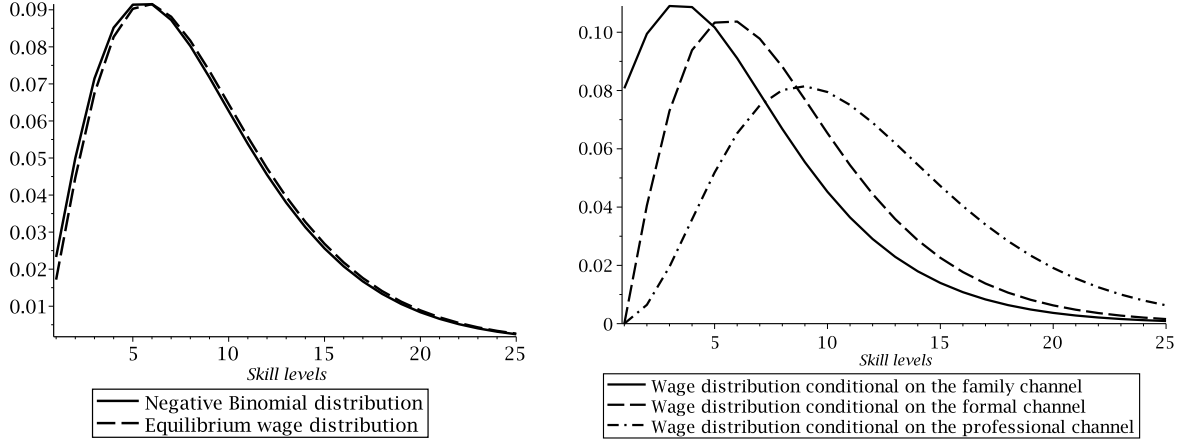 0.09
0.08
0.07
0.06
0.05
0.04
0.03
0.02
0.01
5 10 15 20 25
Skill levels
Negative Binomial distribution
Equilibrium wage distribution
0.10
0.08
0.06
0.04
0.02
0
5 10 15 20 25
Skill levels
Wage distribution conditional on the family channel
Wage distribution conditional on the formal channel
Wage distribution conditional on the professional channel